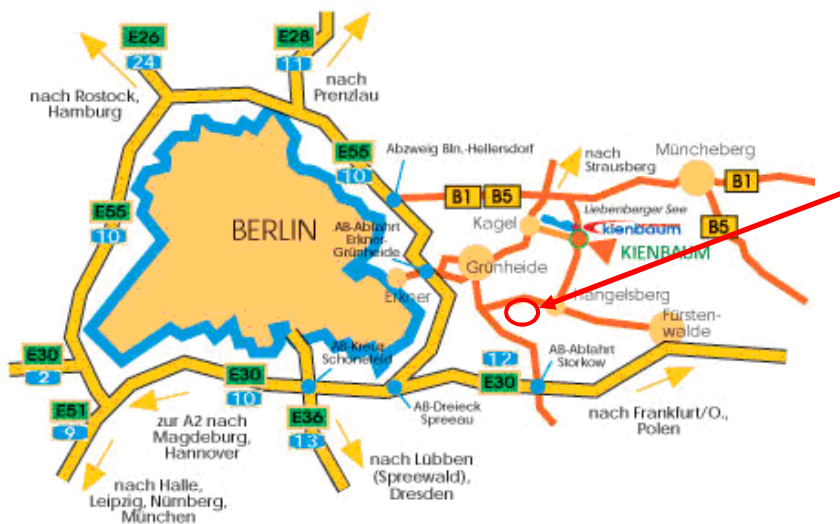 E26
24
E28
11
nach
Prenzlau
nach Rostock,
Hamburg
E55
10
Abzweig Bln.-Hellersdorf
nach
Strausberg
Müncheberg
B1
B5
B1
B5
Liebenberger See
kienbaum
KIENBAUM
Kagel
E55
10
BERLIN
AB-Abfahrt
Erkner-
Grünheide
Grünheide
Erkner
Hangelsberg
Fürsten-
walde
E30
2
AB-Kreuz
Schönefeld
12
E30
AB-Abfahrt
Storkow
E30
10
E51
9
E36
13
AB-Dreieck
Spreeau
zur A2 nach
Magdeburg,
Hannover
nach Frankfurt/O.,
Polen
nach Lübben
(Spreewald),
Dresden
nach Halle,
Leipzig, Nürnberg,
München